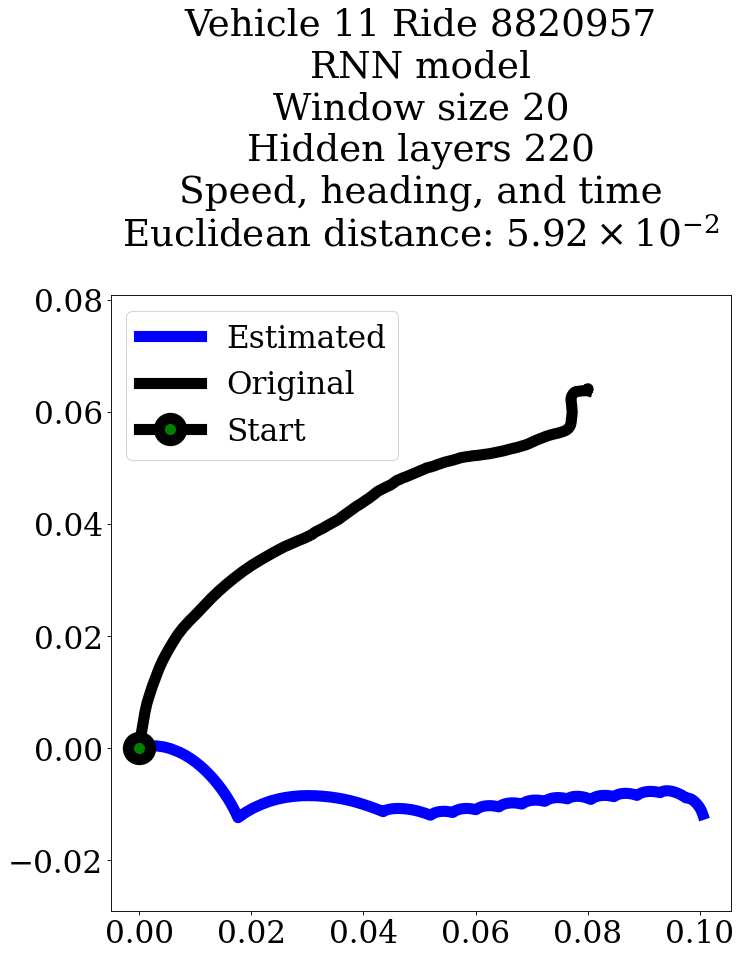 Vehicle 11 Ride 8820957
RNN model
Window size 20
Hidden layers 220
Speed, heading, and time
Euclidean distance: 5.92 × 10⁻²
Estimated
Original
Start
0.08
0.06
0.04
0.02
0.00
−0.02
0.00 0.02 0.04 0.06 0.08 0.10